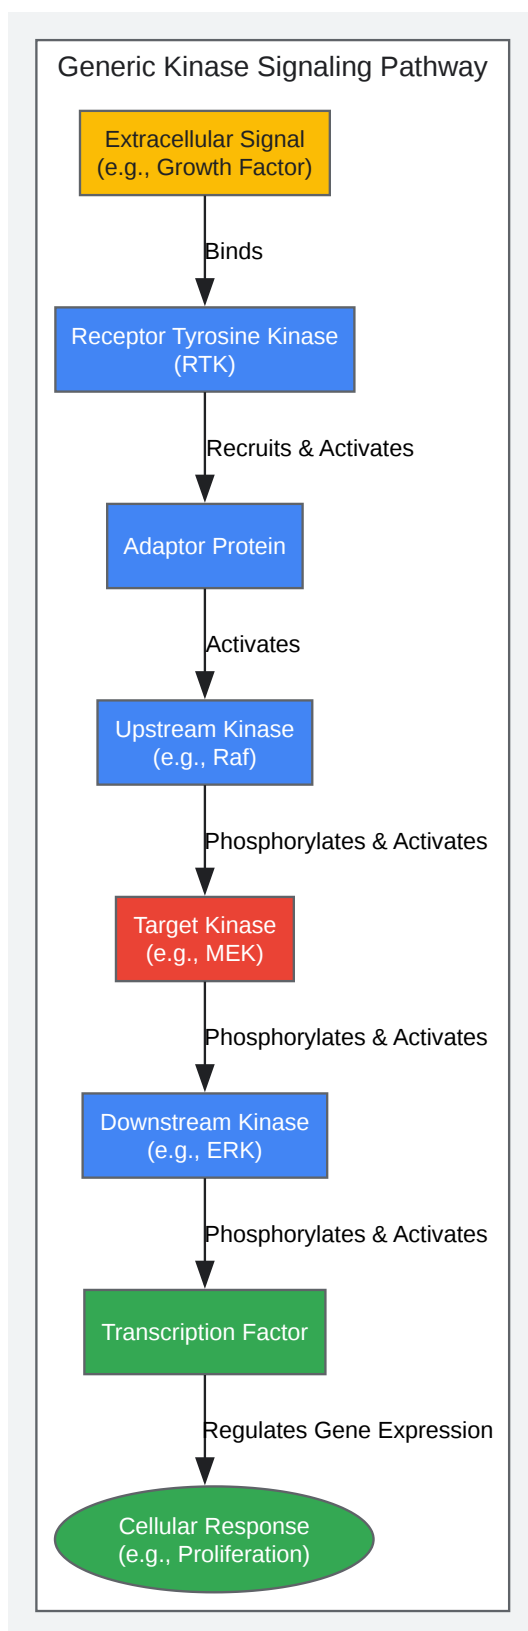 Generic Kinase Signaling Pathway
Extracellular Signal
(e.g., Growth Factor)
Binds
Receptor Tyrosine Kinase
(RTK)
Recruits & Activates
Adaptor Protein
Activates
Upstream Kinase
(e.g., Raf)
Phosphorylates & Activates
Target Kinase
(e.g., MEK)
Phosphorylates & Activates
Downstream Kinase
(e.g., ERK)
Phosphorylates & Activates
Transcription Factor
Regulates Gene Expression
Cellular Response
(e.g., Proliferation)